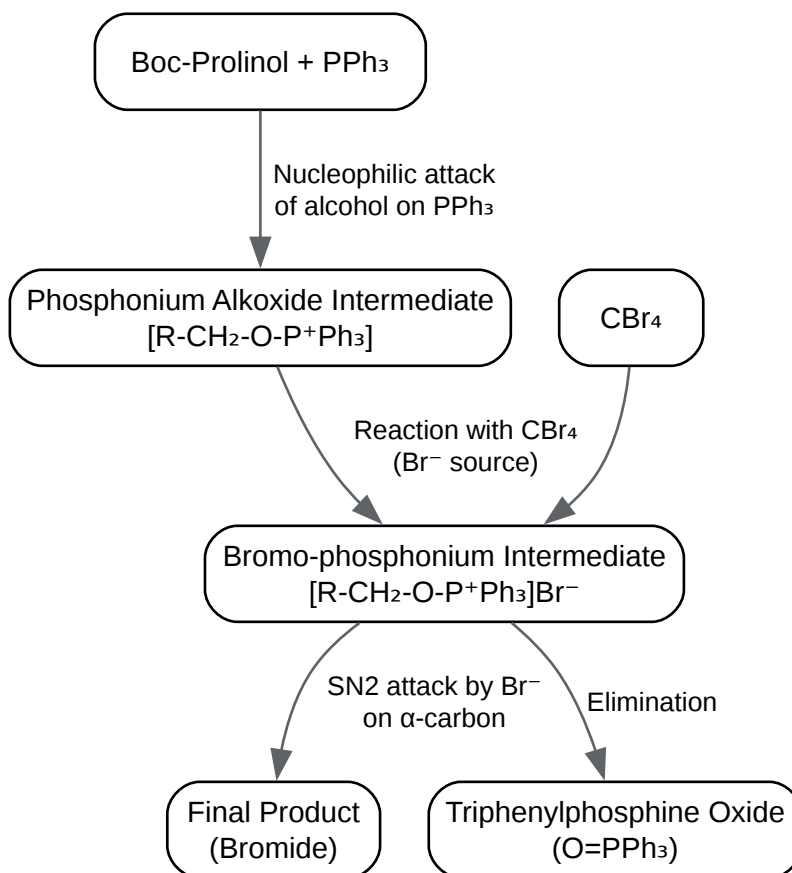 Boc-Prolinol + PPh₃
Nucleophilic attack
of alcohol on PPh₃
Phosphonium Alkoxide Intermediate
[R-CH₂-O-P⁺Ph₃]
CBr₄
Reaction with CBr₄
(Br⁻ source)
Bromo-phosphonium Intermediate
[R-CH₂-O-P⁺Ph₃]Br⁻
SN2 attack by Br⁻
on α-carbon
Elimination
Final Product
(Bromide)
Triphenylphosphine Oxide
(O=PPh₃)